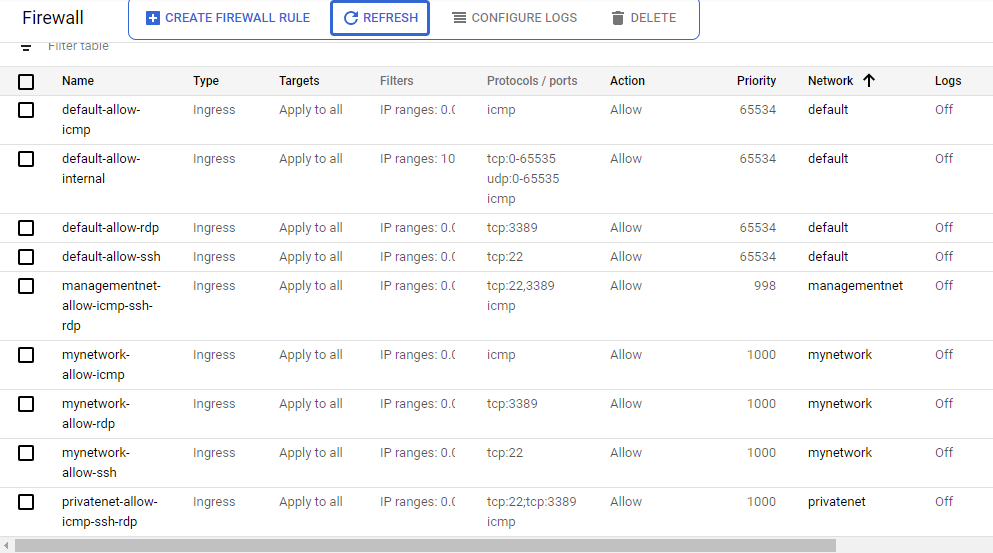 Firewall
CREATE FIREWALL RULE REFRESH CONFIGURE LOGS DELETE
Filter table
Name Type Targets Filters Protocols / ports Action Priority Network Logs
default-allow- Ingress Apply to all IP ranges: 0.0 icmp Allow 65534 default Off
icmp
default-allow- Ingress Apply to all IP ranges: 10 tcp:0-65535 Allow 65534 default Off
internal udp:0-65535
icmp
default-allow-rdp Ingress Apply to all IP ranges: 0.0 tcp:3389 Allow 65534 default Off
default-allow-ssh Ingress Apply to all IP ranges: 0.0 tcp:22 Allow 65534 default Off
managementnet- Ingress Apply to all IP ranges: 0.0 tcp:22,3389 Allow 998 managementnet Off
allow-icmp-ssh- icmp
rdp
mynetwork- Ingress Apply to all IP ranges: 0.0 icmp Allow 1000 mynetwork Off
allow-icmp
mynetwork- Ingress Apply to all IP ranges: 0.0 tcp:3389 Allow 1000 mynetwork Off
allow-rdp
mynetwork- Ingress Apply to all IP ranges: 0.0 tcp:22 Allow 1000 mynetwork Off
allow-ssh
privatenet-allow- Ingress Apply to all IP ranges: 0.0 tcp:22;tcp:3389 Allow 1000 privatenet Off
icmp-ssh-rdp icmp